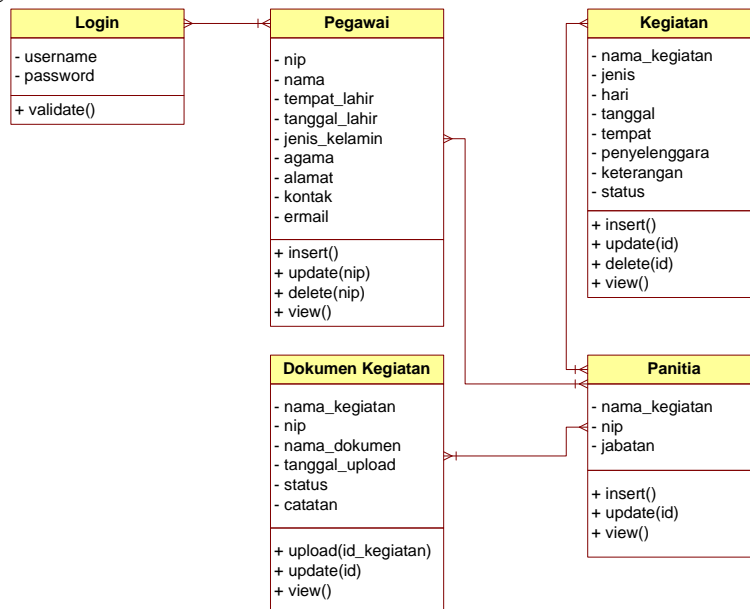 Login
- username
- password
+ validate()
Pegawai
- nip
- nama
- tempat_lahir
- tanggal_lahir
- jenis_kelamin
- agama
- alamat
- kontak
- ermail
+ insert()
+ update(nip)
+ delete(nip)
+ view()
Kegiatan
- nama_kegiatan
- jenis
- hari
- tanggal
- tempat
- penyelenggara
- keterangan
- status
+ insert()
+ update(id)
+ delete(id)
+ view()
Dokumen Kegiatan
- nama_kegiatan
- nip
- nama_dokumen
- tanggal_upload
- status
- catatan
+ upload(id_kegiatan)
+ update(id)
+ view()
Panitia
- nama_kegiatan
- nip
- jabatan
+ insert()
+ update(id)
+ view()